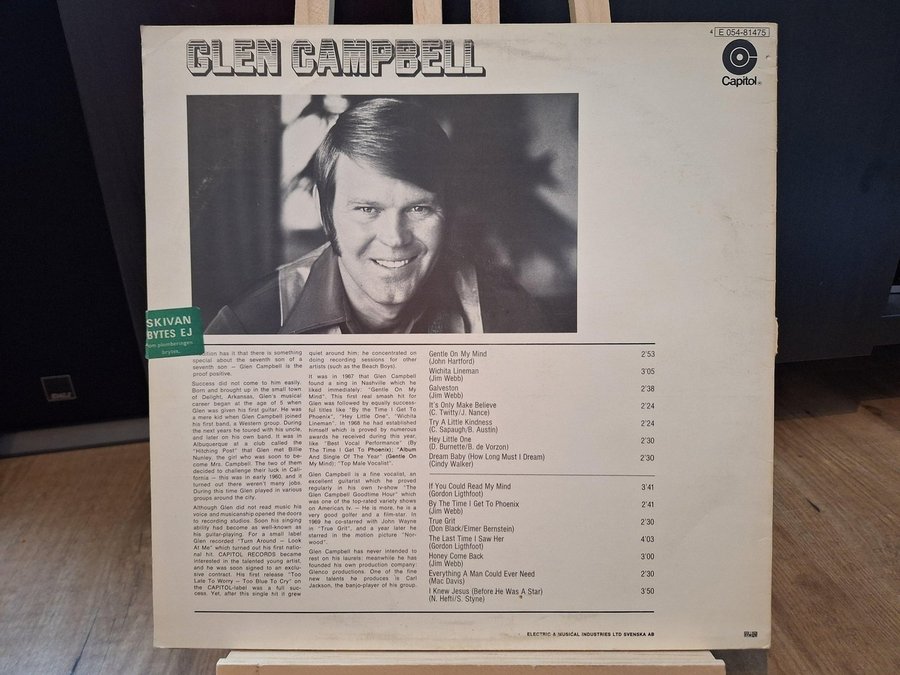 GLEN CAMPBELL
4 E 054-81475
Capitol®
SKIVAN
BYTES EJ
om plomberingen
bryten.
has it that there is something
special about the seventh son of a
seventh son – Glen Campbell is the
proof positive.
Success did not come to him easily.
Born and brought up in the small town
of Delight, Arkansas, Glen's musical
career began at the age of 5 when
Glen was given his first guitar. He was
a mere kid when Glen Campbell joined
his first band, a Western group. During
the next years he toured with his uncle,
and later on his own band. It was in
Albuquerque at a club called the
"Hitching Post" that Glen met Billie
Nunley, the girl who was soon to be-
come Mrs. Campbell. The two of them
decided to challenge their luck in Cali-
fornia – this was in early 1960, and it
turned out there weren't many jobs.
During this time Glen played in various
groups around the city.
Although Glen did not read music his
voice and musicanship opened the doors
to recording studios. Soon his singing
ability had become as well-known as
his guitar-playing. For a small label
Glen recorded "Turn Around – Look
At Me" which turned out his first natio-
nal hit. CAPITOL RECORDS became
interested in the talented young artist,
and he was soon signed to an exclu-
sive contract. His first release "Too
Late To Worry – Too Blue To Cry" on
the CAPITOL-label was a full suc-
cess. Yet, after this single hit it grew
quiet around him; he concentrated on
doing recording sessions for other
artists (such as the Beach Boys).
It was in 1967 that Glen Campbell
found a sing in Nashville which he
liked immediately: "Gentle On My
Mind". This first real smash hit for
Glen was followed by equally success-
ful titles like "By the Time I Get To
Phoenix", "Hey Little One", "Wichita
Lineman". In 1968 he had established
himself which is proved by numerous
awards he received during this year,
like "Best Vocal Performance" (By
The Time I Get To Phoenix); "Album
And Single Of The Year" (Gentle On
My Mind); "Top Male Vocalist".
Glen Campbell is a fine vocalist, an
excellent guitarist which he proved
regularly in his own tv-show "The
Glen Campbell Goodtime Hour" which
was one of the top-rated variety shows
on American tv. – He is more, he is a
very good golfer and a film-star. In
1969 he co-starred with John Wayne
in "True Grit", and a year later he
starred in the motion picture "Nor-
wood".
Glen Campbell has never intended to
rest on his laurels: meanwhile he has
founded his own production company:
Glenco productions. One of the fine
new talents he produces is Carl
Jackson, the banjo-player of his group.
Gentle On My Mind 2'53
(John Hartford)
Wichita Lineman 3'05
(Jim Webb)
Galveston 2'38
(Jim Webb)
It's Only Make Believe 2'24
(C. Twitty/J. Nance)
Try A Little Kindness 2'24
(C. Sapaugh/B. Austin)
Hey Little One 2'30
(D. Burnette/B. de Vorzon)
Dream Baby (How Long Must I Dream) 2'30
(Cindy Walker)
If You Could Read My Mind 3'41
(Gordon Ligthfoot)
By The Time I Get To Phoenix 2'41
(Jim Webb)
True Grit 2'30
(Don Black/Elmer Bernstein)
The Last Time I Saw Her 4'03
(Gordon Ligthfoot)
Honey Come Back 3'00
(Jim Webb)
Everything A Man Could Ever Need 2'30
(Mac Davis)
I Knew Jesus (Before He Was A Star) 3'50
(N. Hefti/S. Styne)
ELECTRIC & MUSICAL INDUSTRIES LTD SVENSKA AB